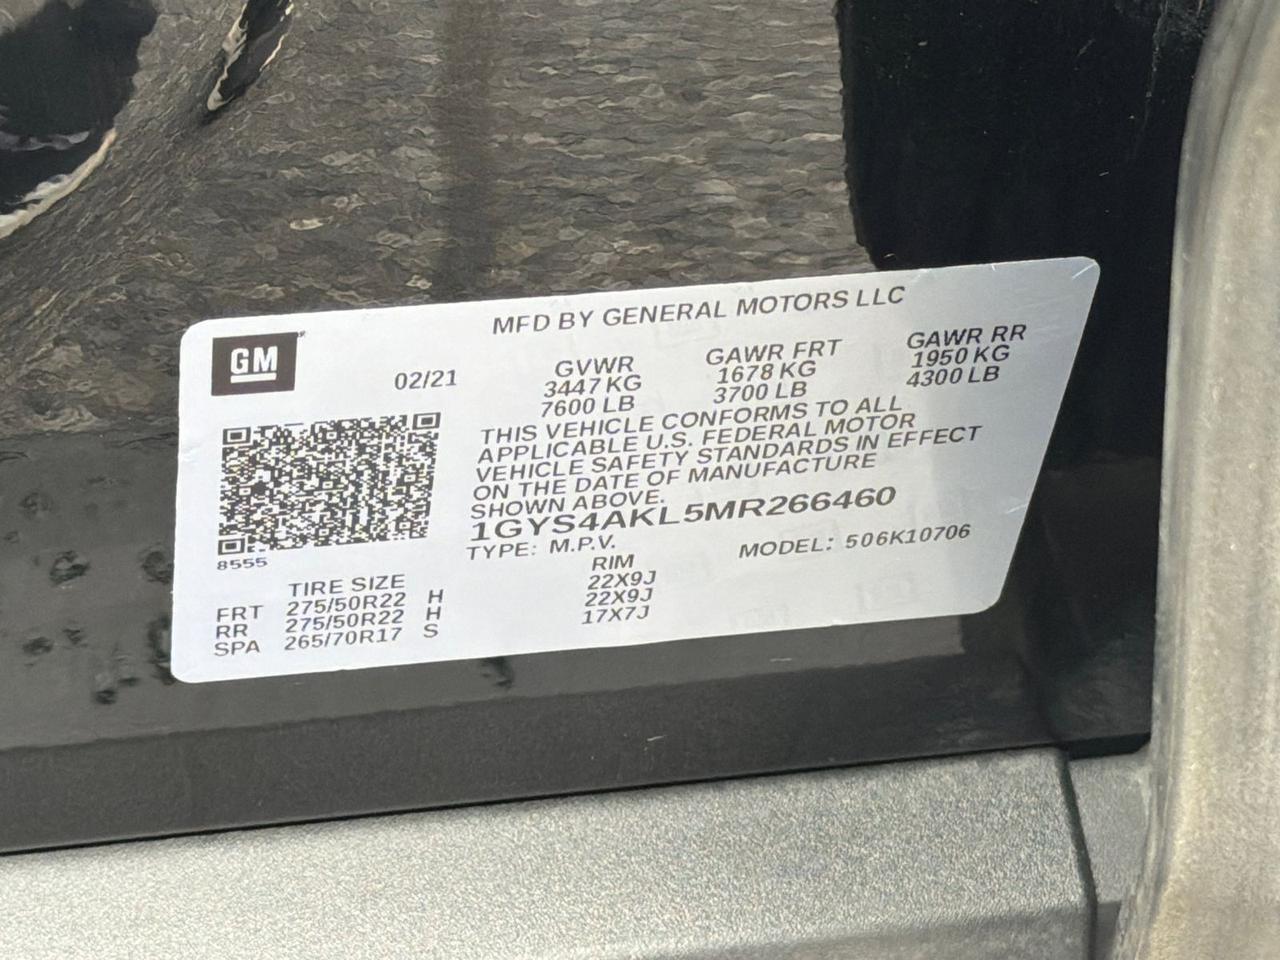 MFD BY GENERAL MOTORS LLC
GM
02/21
GVWR GAWR FRT GAWR RR
3447 KG 1678 KG 1950 KG
7600 LB 3700 LB 4300 LB
THIS VEHICLE CONFORMS TO ALL
APPLICABLE U.S. FEDERAL MOTOR
VEHICLE SAFETY STANDARDS IN EFFECT
ON THE DATE OF MANUFACTURE
SHOWN ABOVE.
1GYS4AKL5MR266460
TYPE: M.P.V. MODEL: 506K10706
8555
TIRE SIZE RIM
FRT 275/50R22 H 22X9J
RR 275/50R22 H 22X9J
SPA 265/70R17 S 17X7J